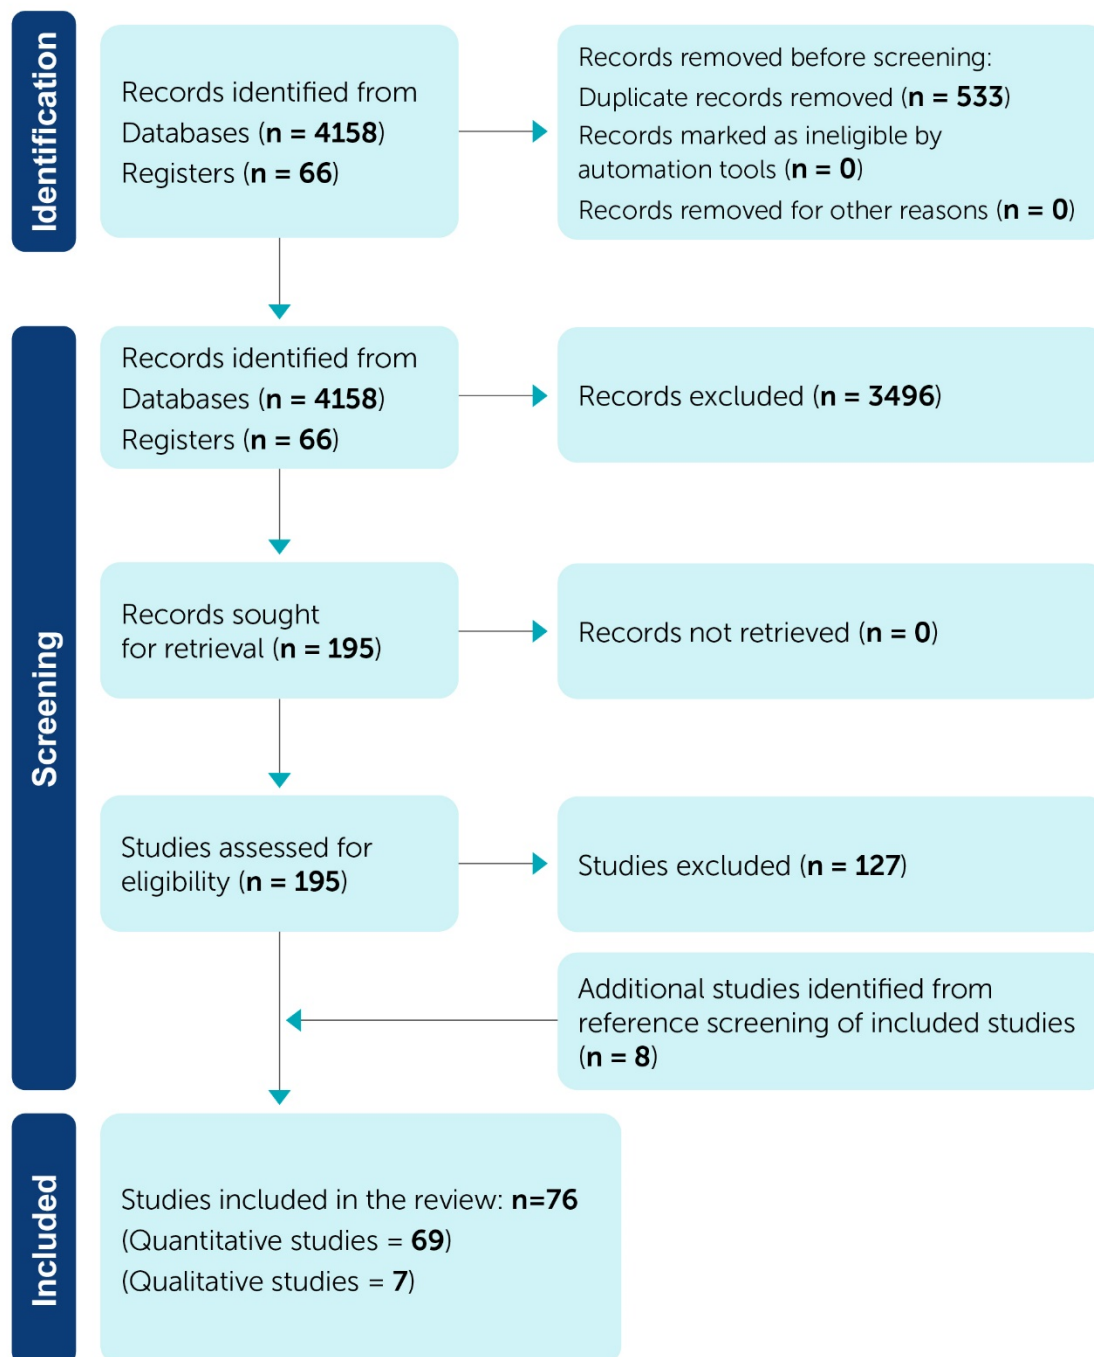 Identification
Records identified from
Databases (n = 4158)
Registers (n = 66)
Records removed before screening:
Duplicate records removed (n = 533)
Records marked as ineligible by
automation tools (n = 0)
Records removed for other reasons (n = 0)
Screening
Records identified from
Databases (n = 4158)
Registers (n = 66)
Records excluded (n = 3496)
Records sought
for retrieval (n = 195)
Records not retrieved (n = 0)
Studies assessed for
eligibility (n = 195)
Studies excluded (n = 127)
Additional studies identified from
reference screening of included studies
(n = 8)
Included
Studies included in the review: n=76
(Quantitative studies = 69)
(Qualitative studies = 7)